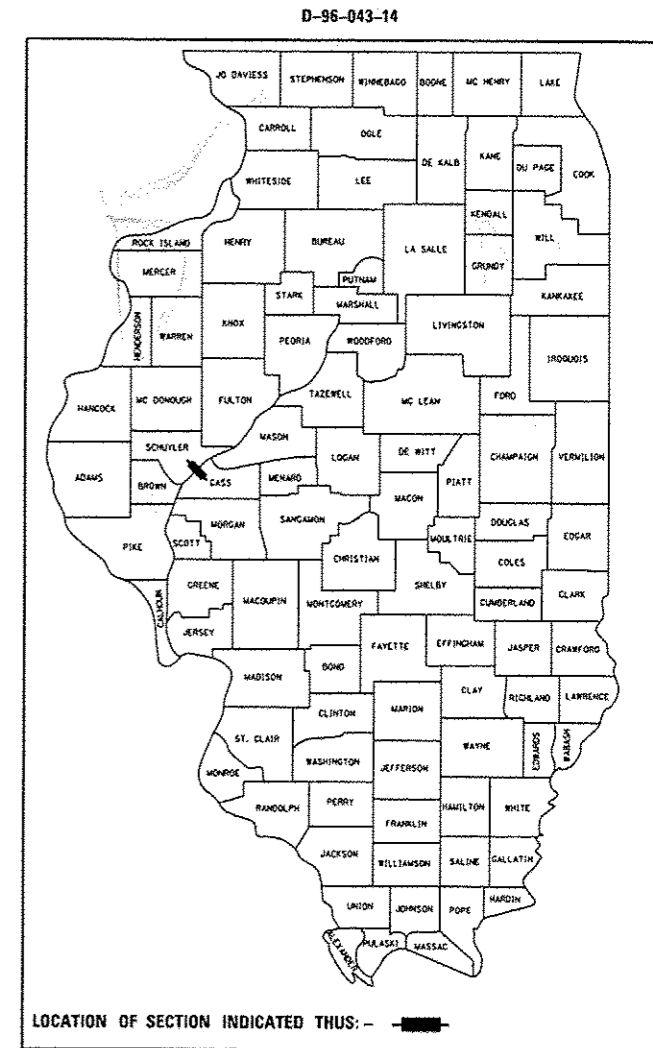 D-96-043-14
JO DAVIESS STEPHENSON WINNEBAGO BOONE MC HENRY LAKE
CARROLL OGLE
DE KALB KANE DU PAGE COOK
WHITESIDE LEE
KENDALL
ROCK ISLAND HENRY BUREAU LA SALLE WILL
MERCER PUTNAM GRUNDY
STARK MARSHALL KANKAKEE
HENDERSON WARREN KNOX PEORIA WOODFORD LIVINGSTON
IROQUOIS
HANCOCK MC DONOUGH FULTON TAZEWELL MC LEAN FORD
MASON
SCHUYLER LOGAN DE WITT CHAMPAIGN VERMILION
ADAMS BROWN CASS MENARD PIATT
MACON
MORGAN SANGAMON DOUGLAS
PIKE SCOTT MOULTRIE EDGAR
CHRISTIAN COLES
GREENE SHELBY
CALHOUN MACOUPIN MONTGOMERY CUMBERLAND CLARK
JERSEY
FAYETTE EFFINGHAM JASPER CRAWFORD
BOND
MADISON CLAY RICHLAND LAWRENCE
CLINTON MARION
ST. CLAIR WAYNE EDWARDS WABASH
WASHINGTON JEFFERSON
MONROE
RANDOLPH PERRY HAMILTON WHITE
FRANKLIN
JACKSON WILLIAMSON SALINE GALLATIN
UNION JOHNSON POPE HARDIN
ALEXANDER PULASKI MASSAC
LOCATION OF SECTION INDICATED THUS: -